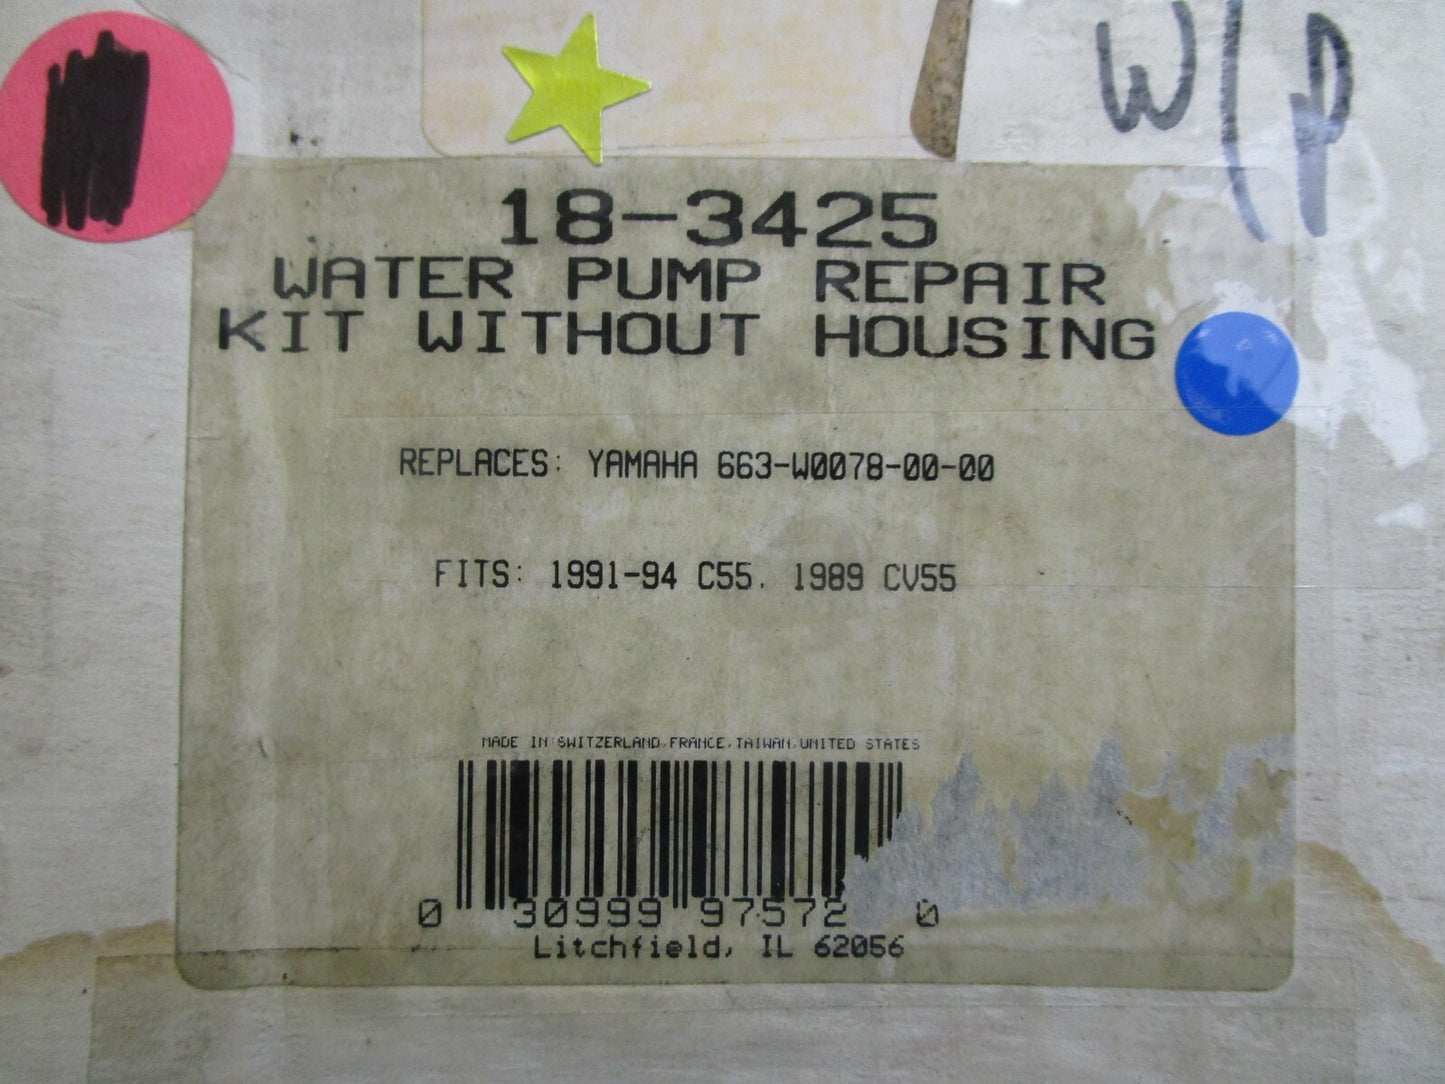 W/P
18-3425
WATER PUMP REPAIR
KIT WITHOUT HOUSING
REPLACES: YAMAHA 663-W0078-00-00
FITS: 1991-94 C55. 1989 CV55
MADE IN SWITZERLAND,FRANCE,TAIWAN,UNITED STATES
0 30999 97572 0
Litchfield, IL 62056